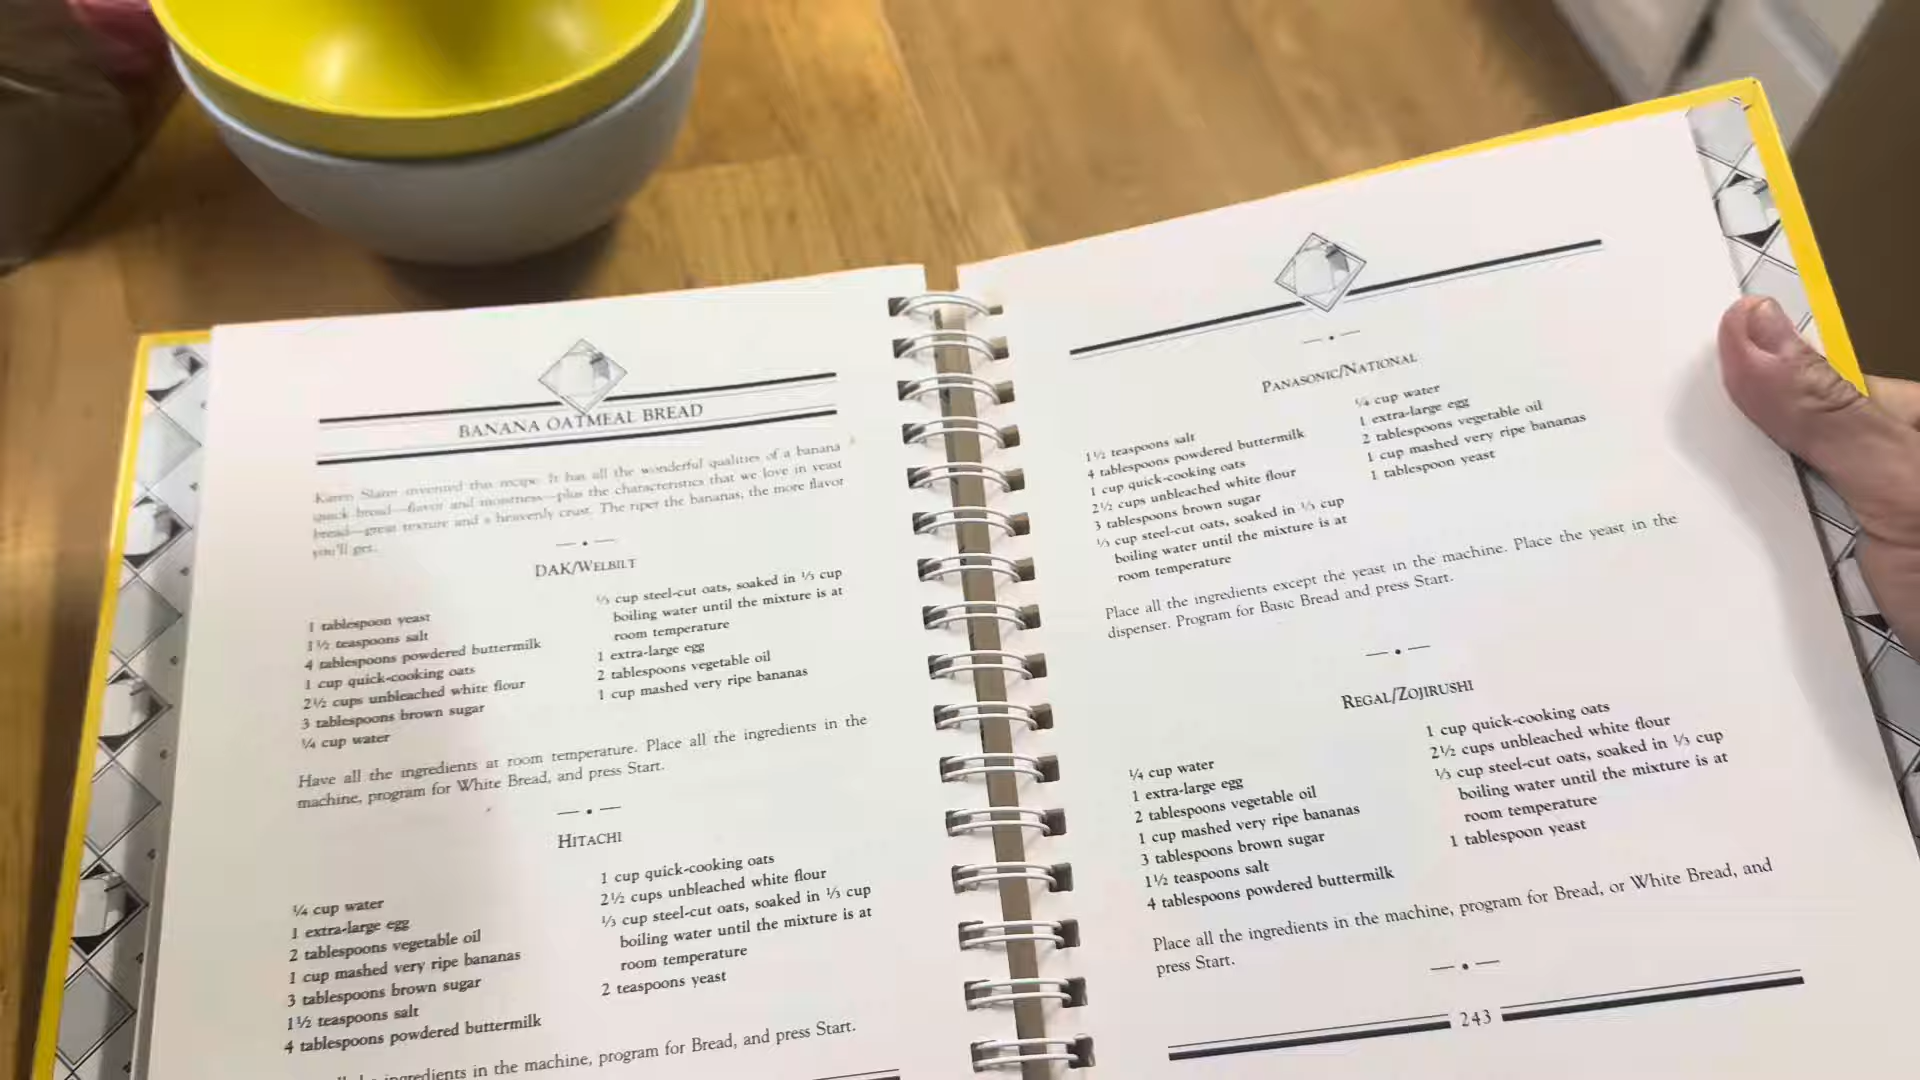 BANANA OATMEAL BREAD
Karen Slater invented this recipe. It has all the wonderful qualities of a banana
quick bread—flavor and moistness—plus the characteristics that we love in yeast
bread—great texture and a heavenly crust. The riper the bananas, the more flavor
you'll get.
DAK/WELBILT
1 tablespoon yeast
1½ teaspoons salt
4 tablespoons powdered buttermilk
1 cup quick-cooking oats
2½ cups unbleached white flour
3 tablespoons brown sugar
¼ cup water
⅓ cup steel-cut oats, soaked in ⅓ cup
boiling water until the mixture is at
room temperature
1 extra-large egg
2 tablespoons vegetable oil
1 cup mashed very ripe bananas
Have all the ingredients at room temperature. Place all the ingredients in the
machine, program for White Bread, and press Start.
HITACHI
¼ cup water
1 extra-large egg
2 tablespoons vegetable oil
1 cup mashed very ripe bananas
3 tablespoons brown sugar
1½ teaspoons salt
4 tablespoons powdered buttermilk
1 cup quick-cooking oats
2½ cups unbleached white flour
⅓ cup steel-cut oats, soaked in ⅓ cup
boiling water until the mixture is at
room temperature
2 teaspoons yeast
ingredients in the machine, program for Bread, and press Start.
PANASONIC/NATIONAL
1½ teaspoons salt
4 tablespoons powdered buttermilk
1 cup quick-cooking oats
2½ cups unbleached white flour
3 tablespoons brown sugar
⅓ cup steel-cut oats, soaked in ⅓ cup
boiling water until the mixture is at
room temperature
¼ cup water
1 extra-large egg
2 tablespoons vegetable oil
1 cup mashed very ripe bananas
1 tablespoon yeast
Place all the ingredients except the yeast in the machine. Place the yeast in the
dispenser. Program for Basic Bread and press Start.
REGAL/ZOJIRUSHI
¼ cup water
1 extra-large egg
2 tablespoons vegetable oil
1 cup mashed very ripe bananas
3 tablespoons brown sugar
1½ teaspoons salt
4 tablespoons powdered buttermilk
1 cup quick-cooking oats
2½ cups unbleached white flour
⅓ cup steel-cut oats, soaked in ⅓ cup
boiling water until the mixture is at
room temperature
1 tablespoon yeast
Place all the ingredients in the machine, program for Bread, or White Bread, and
press Start.
243